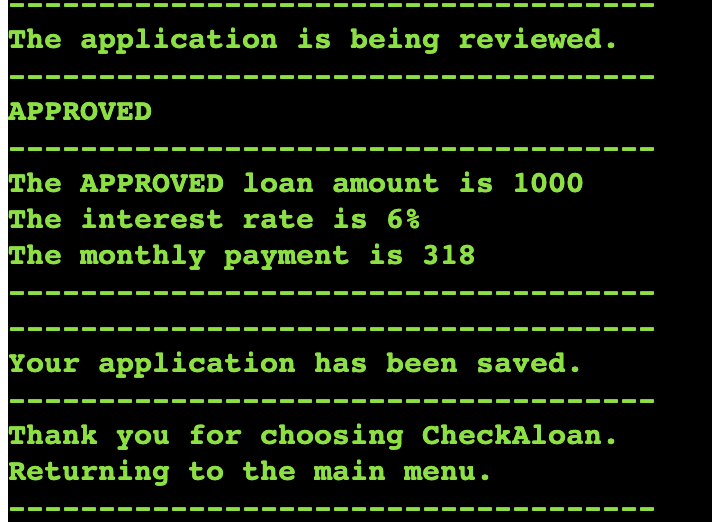 ------------------------------------
The application is being reviewed.
------------------------------------
APPROVED
------------------------------------
The APPROVED loan amount is 1000
The interest rate is 6%
The monthly payment is 318
------------------------------------
------------------------------------
Your application has been saved.
------------------------------------
Thank you for choosing CheckAloan.
Returning to the main menu.
------------------------------------